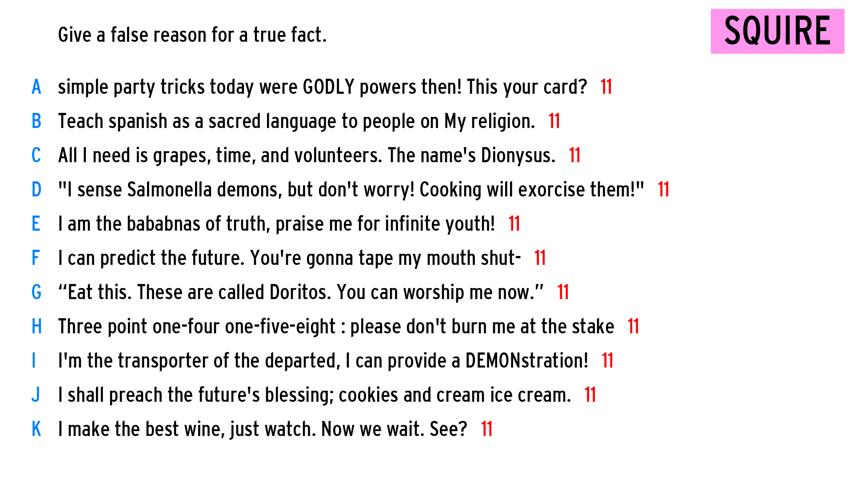 Give a false reason for a true fact.
SQUIRE
A simple party tricks today were GODLY powers then! This your card? 11
B Teach spanish as a sacred language to people on My religion. 11
C All I need is grapes, time, and volunteers. The name's Dionysus. 11
D "I sense Salmonella demons, but don't worry! Cooking will exorcise them!" 11
E I am the bababnas of truth, praise me for infinite youth! 11
F I can predict the future. You're gonna tape my mouth shut- 11
G “Eat this. These are called Doritos. You can worship me now.” 11
H Three point one-four one-five-eight : please don't burn me at the stake 11
I I'm the transporter of the departed, I can provide a DEMONstration! 11
J I shall preach the future's blessing; cookies and cream ice cream. 11
K I make the best wine, just watch. Now we wait. See? 11